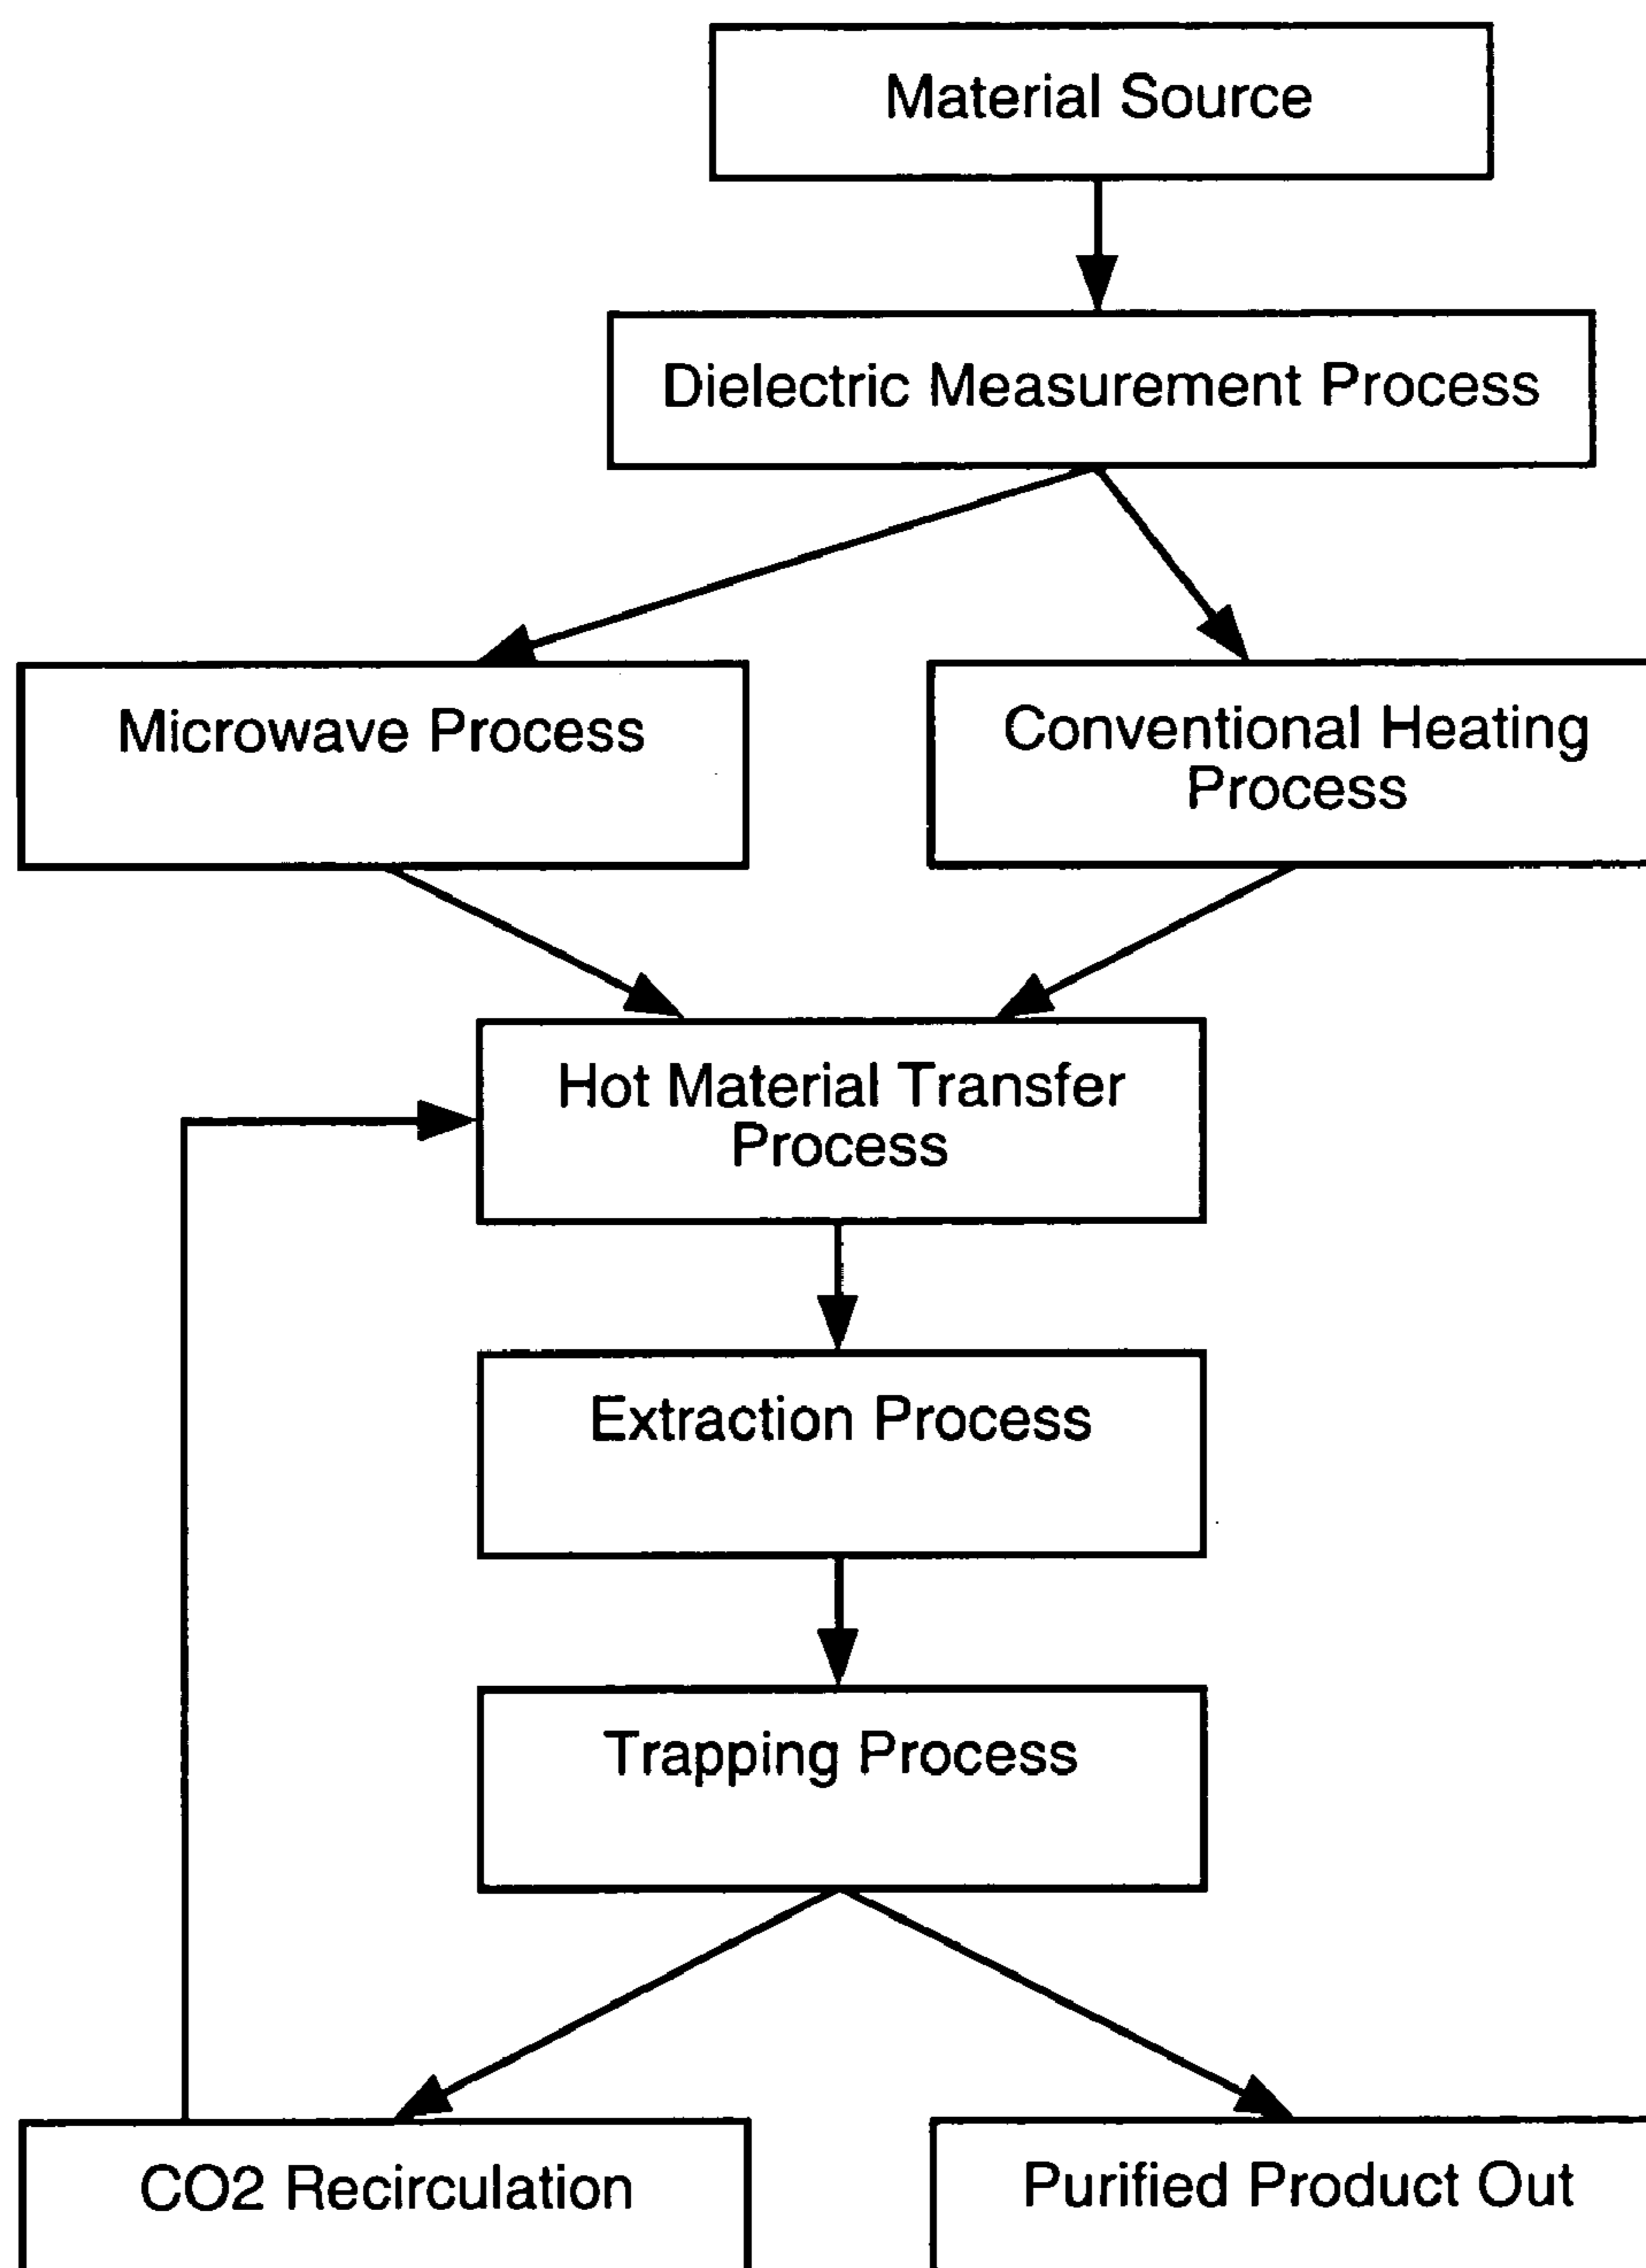 Material Source
Dielectric Measurement Process
Microwave Process
Conventional Heating
Process
Hot Material Transfer
Process
Extraction Process
Trapping Process
CO2 Recirculation
Purified Product Out